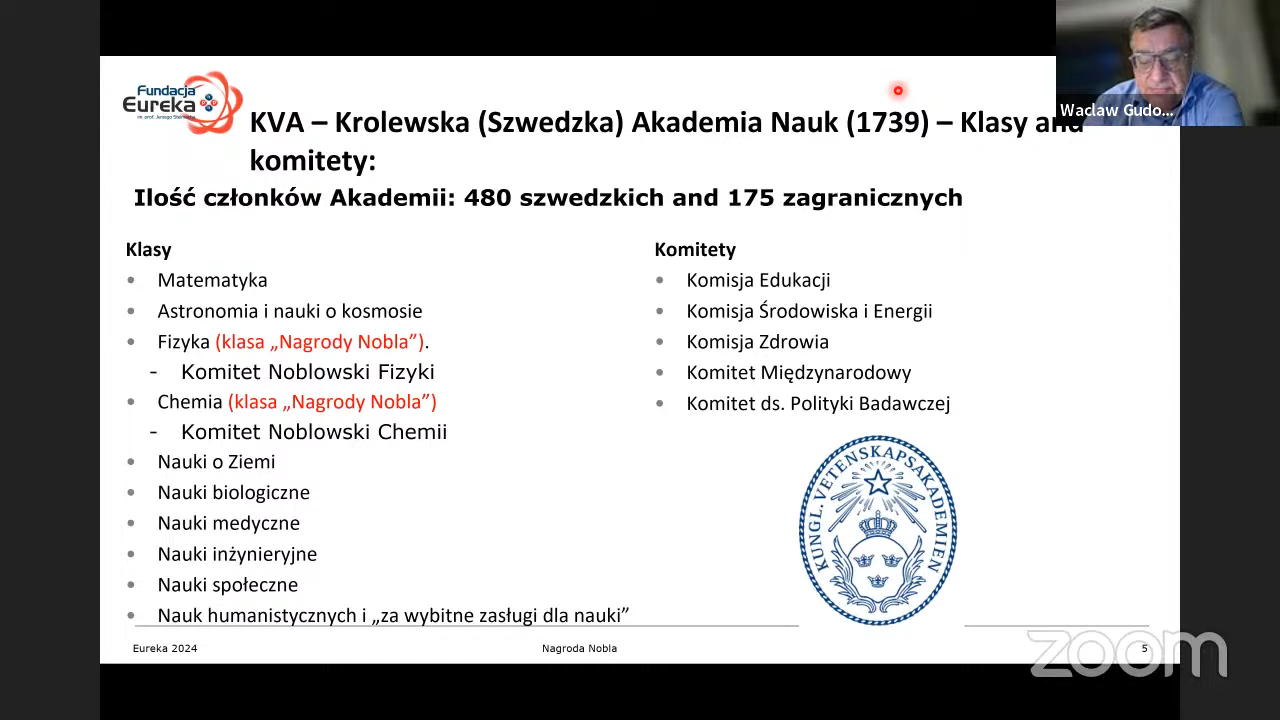 Fundacja
Eureka
im. prof. Jerzego
Waclaw Gudo...
KVA – Krolewska (Szwedzka) Akademia Nauk (1739) – Klasy and
komitety:
Ilość członków Akademii: 480 szwedzkich and 175 zagranicznych
Klasy
• Matematyka
• Astronomia i nauki o kosmosie
• Fizyka (klasa „Nagrody Nobla”).
- Komitet Noblowski Fizyki
• Chemia (klasa „Nagrody Nobla”)
- Komitet Noblowski Chemii
• Nauki o Ziemi
• Nauki biologiczne
• Nauki medyczne
• Nauki inżynieryjne
• Nauki społeczne
• Nauk humanistycznych i „za wybitne zasługi dla nauki”
Komitety
• Komisja Edukacji
• Komisja Środowiska i Energii
• Komisja Zdrowia
• Komitet Międzynarodowy
• Komitet ds. Polityki Badawczej
KUNGL. VETENSKAPSAKADEMIEN
Eureka 2024
Nagroda Nobla
5
zoom